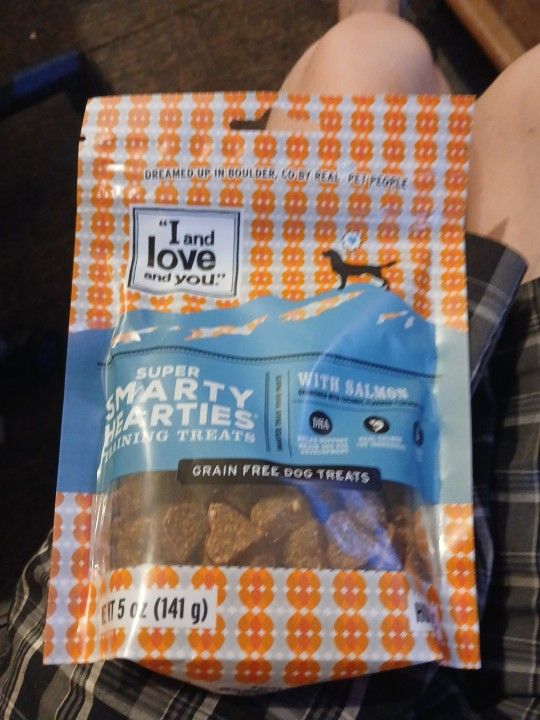 DREAMED UP IN BOULDER, CO BY REAL PET PEOPLE
"I and
love
and you."
SUPER
SMARTY
HEARTIES
TRAINING TREATS
WITH SALMON
DHA
GRAIN FREE DOG TREATS
WT 5 oz (141 g)